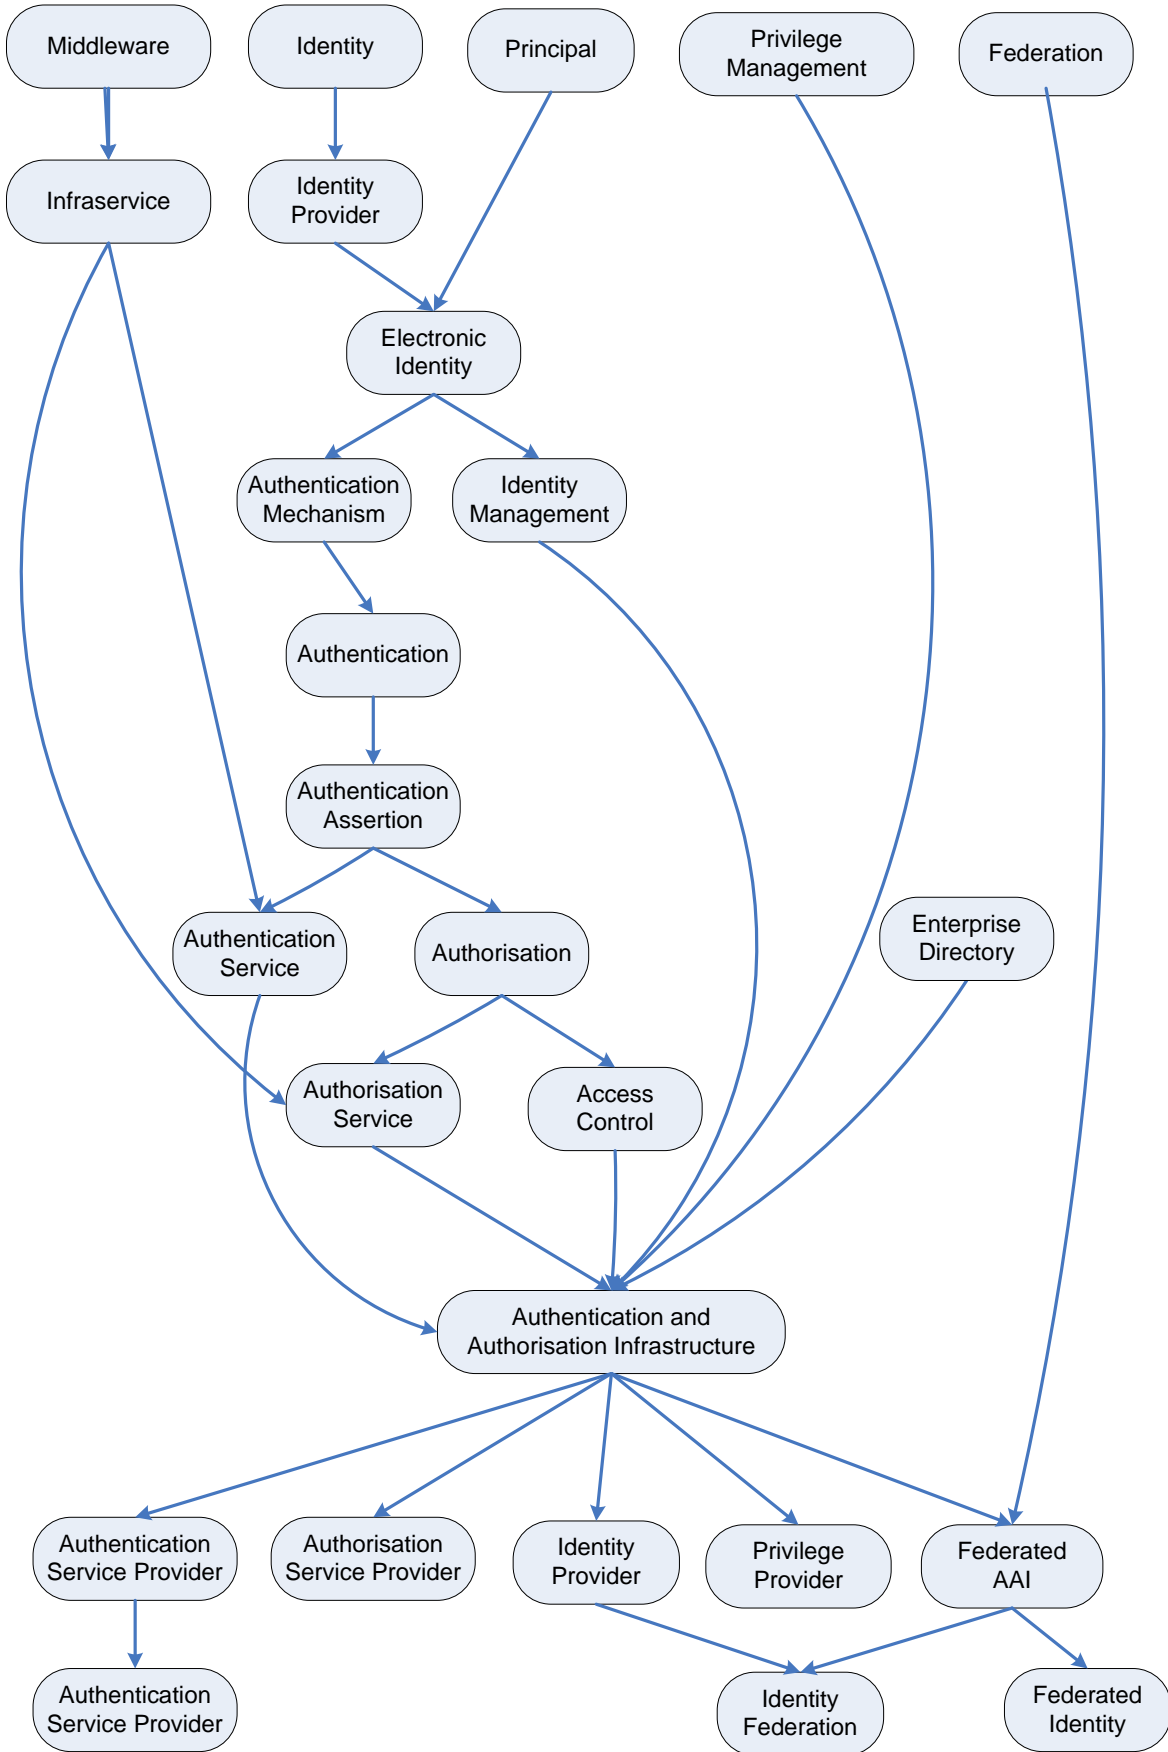 Middleware
Identity
Principal
Privilege
Management
Federation
Infraservice
Identity
Provider
Electronic
Identity
Authentication
Mechanism
Identity
Management
Authentication
Authentication
Assertion
Authentication
Service
Authorisation
Enterprise
Directory
Authorisation
Service
Access
Control
Authentication and
Authorisation Infrastructure
Authentication
Service Provider
Authorisation
Service Provider
Identity
Provider
Privilege
Provider
Federated
AAI
Authentication
Service Provider
Identity
Federation
Federated
Identity